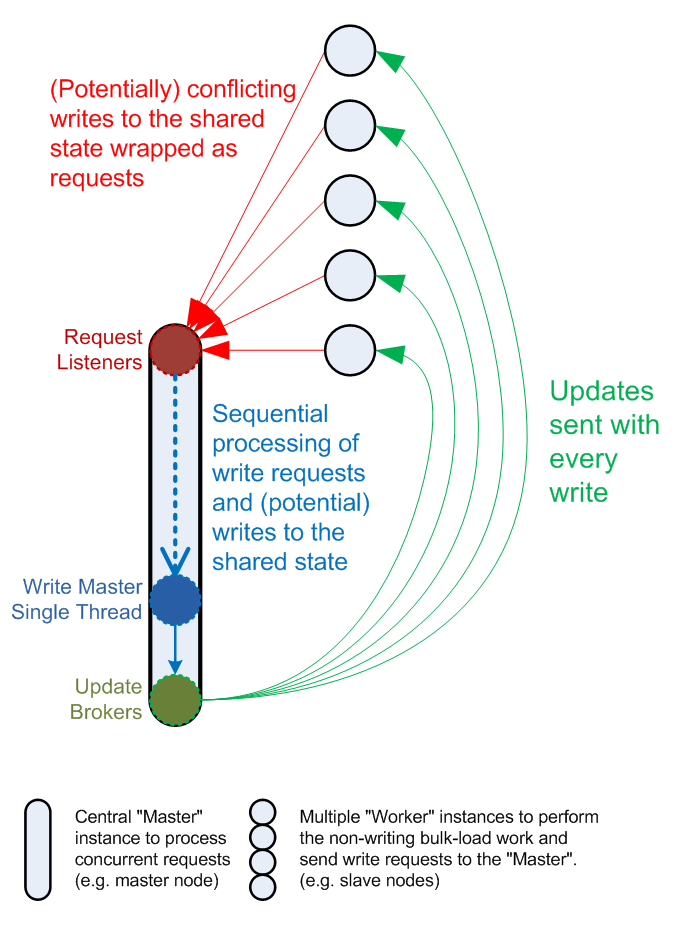 (Potentially) conflicting
writes to the shared
state wrapped as
requests
Request
Listeners
Sequential
processing of
write requests
and (potential)
writes to the
shared state
Updates
sent with
every
write
Write Master
Single Thread
Update
Brokers
Central "Master"
instance to process
concurrent requests
(e.g. master node)
Multiple "Worker" instances to perform
the non-writing bulk-load work and
send write requests to the "Master".
(e.g. slave nodes)